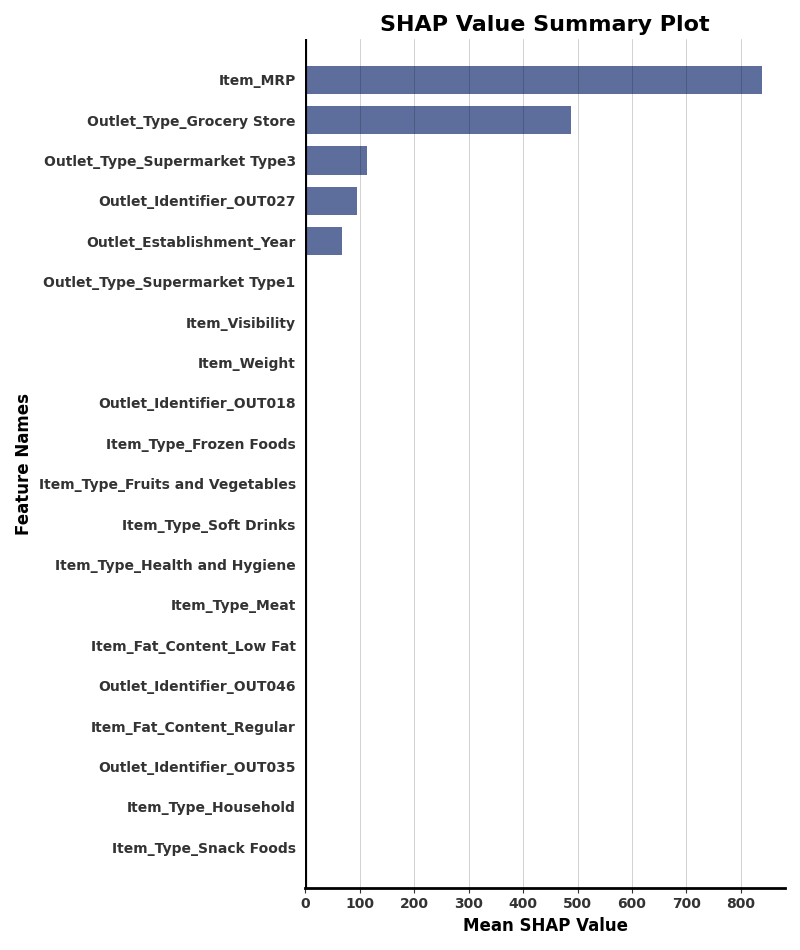 SHAP Value Summary Plot
Item_MRP
Outlet_Type_Grocery Store
Outlet_Type_Supermarket Type3
Outlet_Identifier_OUT027
Outlet_Establishment_Year
Outlet_Type_Supermarket Type1
Item_Visibility
Item_Weight
Outlet_Identifier_OUT018
Item_Type_Frozen Foods
Item_Type_Fruits and Vegetables
Item_Type_Soft Drinks
Item_Type_Health and Hygiene
Item_Type_Meat
Item_Fat_Content_Low Fat
Outlet_Identifier_OUT046
Item_Fat_Content_Regular
Outlet_Identifier_OUT035
Item_Type_Household
Item_Type_Snack Foods
Feature Names
0 100 200 300 400 500 600 700 800
Mean SHAP Value